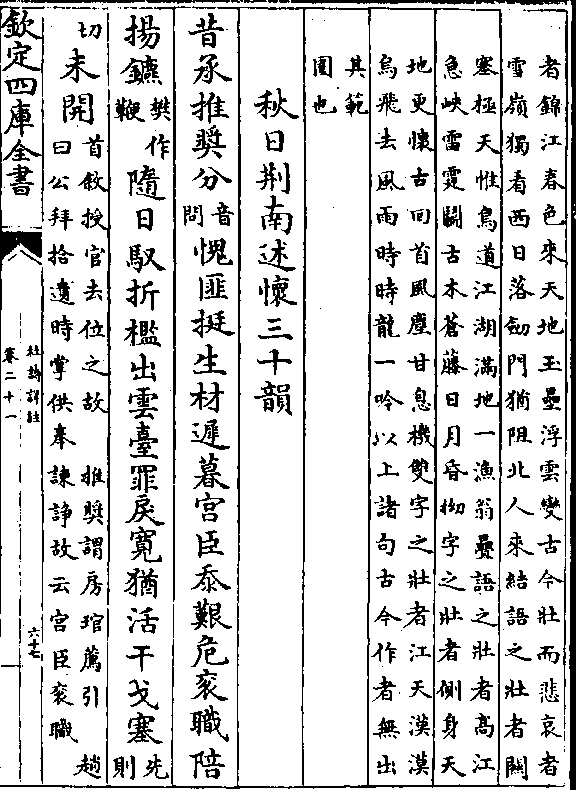 者錦江春色來天地玉壘浮雲變古今壯而悲哀者
雪嶺獨看西日落劒門猶阻北人來結語之壯者關
塞極天惟鳥道江湖滿地一漁翁疊語之壯者高江
急峽雷霆鬭古木蒼藤日月昏拗字之壯者側身天
地更懷古回首風塵甘息機雙字之壯者江天漠漠
鳥飛去風雨時時龍一吟以上諸句古今作者無出
其範
圍也
秋日荆南述懷三十韻
昔承推奬分音問愧匪挺生材遲暮宫臣忝艱危衮職陪
揚鑣樊作鞭隨日馭折檻出雲臺罪戾寛猶活干戈塞先則
切未開首敘授官去位之故 推奬謂房琯薦引 趙
曰公拜拾遺時掌供奉諫諍故云宫臣衮職
欽定四庫全書
杜詩詳註
卷二十一
六十七